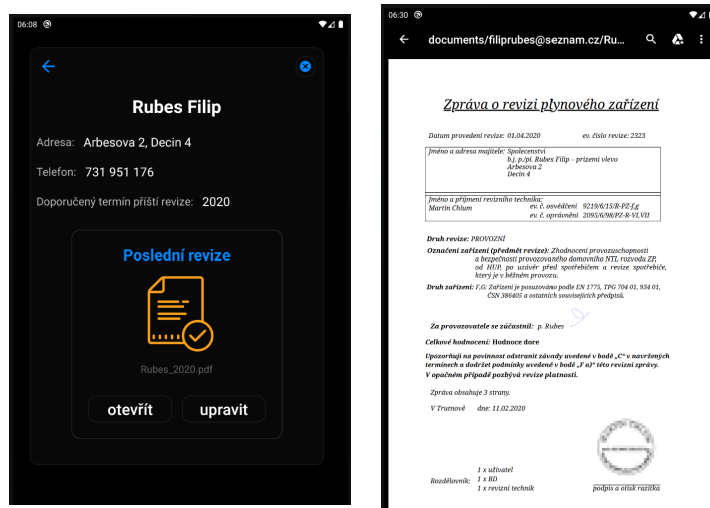 06:08
Rubes Filip
Adresa: Arbesova 2, Decin 4
Telefon: 731 951 176
Doporučený termín příští revize: 2020
Poslední revize
Rubes_2020.pdf
otevřít
upravit
06:30
documents/filiprubes@seznam.cz/Ru...
Zpráva o revizi plynového zařízení
Datum provedení revize: 01.04.2020 ev. číslo revize: 2323
Jméno a adresa majitele: Spolecenstvi
b.j. p./pí. Rubes Filip – prizemi vlevo
Arbesova 2
Decin 4
Jméno a příjmení revizního technika:
Martin Chlum ev. č. osvědčení 9219/6/15/R-PZ-f,g
ev. č. oprávnění 2095/6/98/PZ-R-VI,VII
Druh revize: PROVOZNÍ
Označení zařízení (předmět revize): Zhodnocení provozuschopnosti
a bezpečnosti provozovaného domovního NTL rozvodu ZP,
od HUP, po uzávěr před spotřebičem a revize spotřebiče,
který je v běžném provozu.
Druh zařízení: F,G: Zařízení je posuzováno podle EN 1775, TPG 704 01, 934 01,
ČSN 386405 a ostatních souvisejících předpisů.
Za provozovatele se zúčastnil: p. Rubes
Celkové hodnocení: Hodnoce dore
Upozorňuji na povinnost odstranit závady uvedené v bodě „C“ v navržených
termínech a dodržet podmínky uvedené v bodě „F a)“ této revizní zprávy.
V opačném případě pozbývá revize platnosti.
Zpráva obsahuje 3 strany.
V Trutnově dne: 11.02.2020
Rozdělovník:
1 x uživatel
1 x BD
1 x revizní technik
podpis a otisk razítka